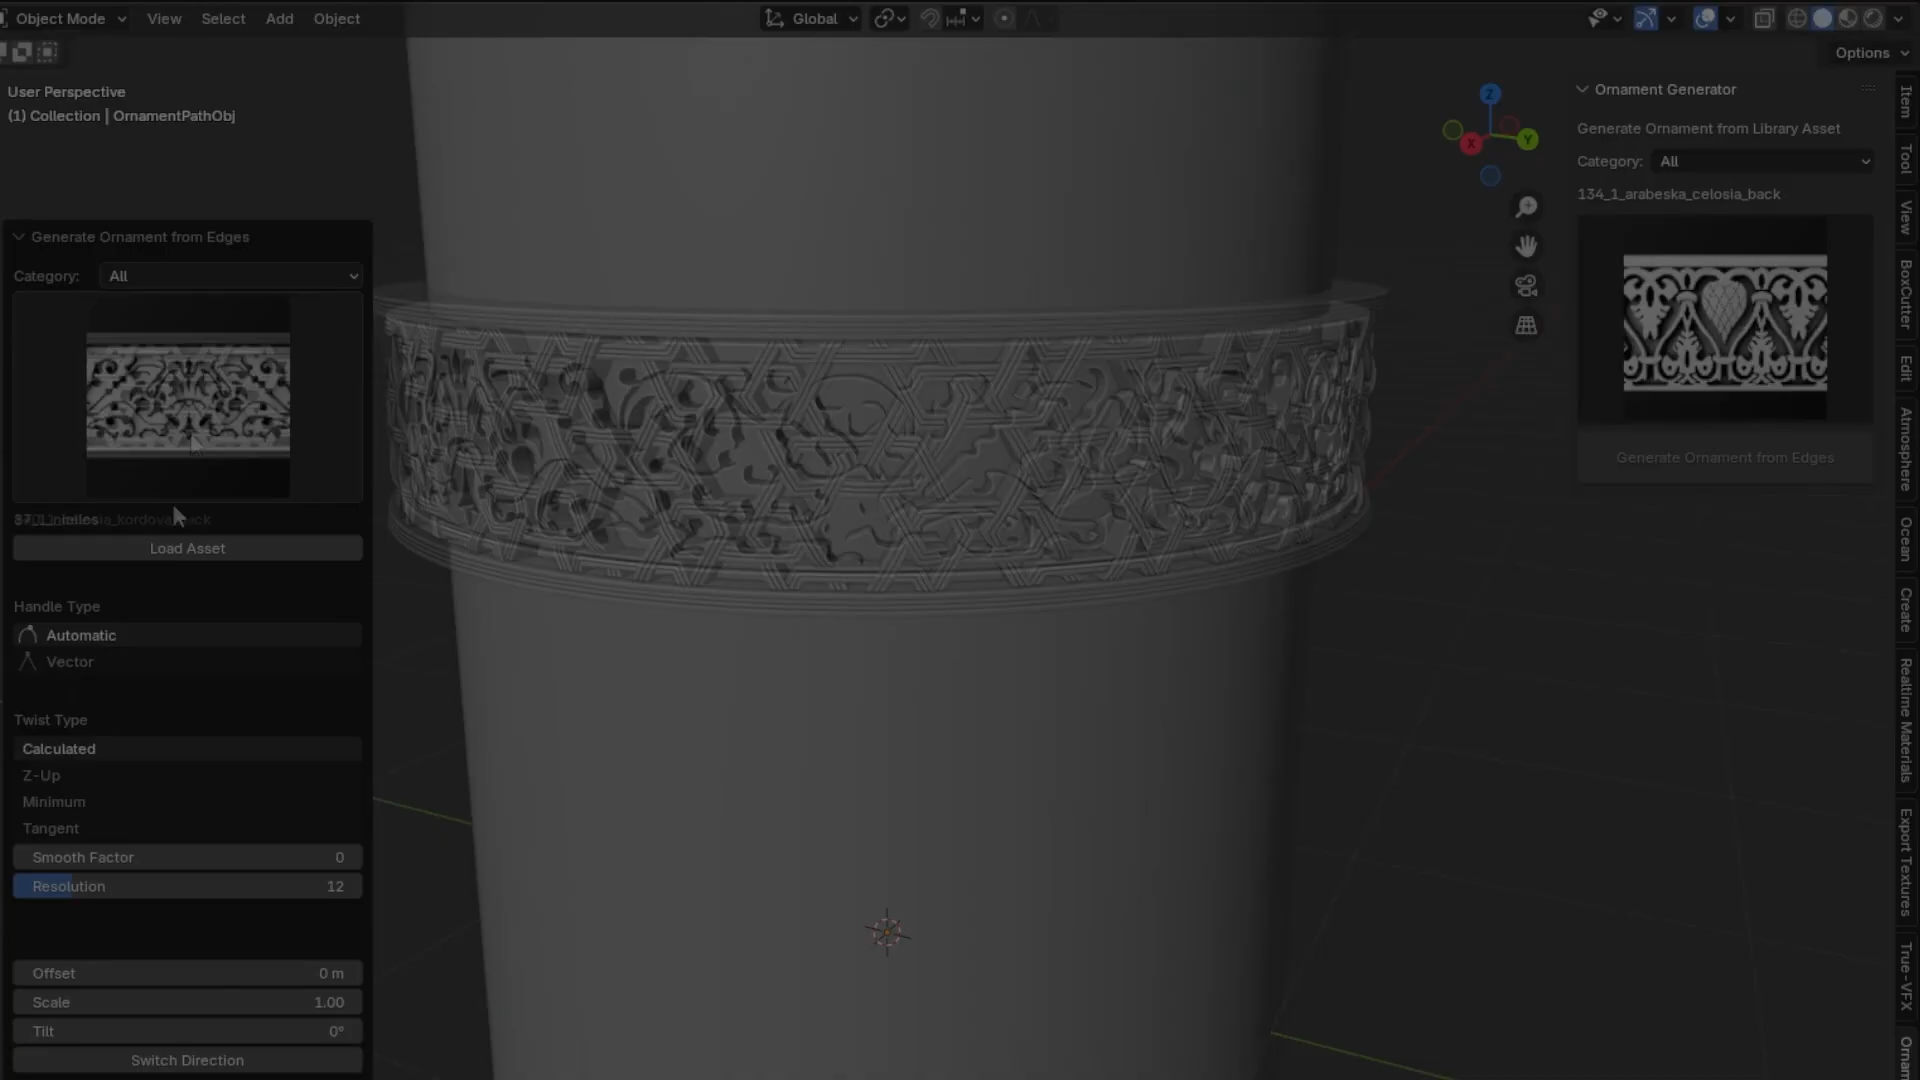 Object Mode
View
Select
Add
Object
Global
Options
User Perspective
(1) Collection | OrnamentPathObj
Z
Y
X
Ornament Generator
Generate Ornament from Library Asset
Category:
All
134_1_arabeska_celosia_back
Generate Ornament from Edges
Generate Ornament from Edges
Category:
All
Load Asset
Handle Type
Automatic
Vector
Twist Type
Calculated
Z-Up
Minimum
Tangent
Smooth Factor 0
Resolution 12
Offset 0 m
Scale 1.00
Tilt 0°
Switch Direction
Item
Tool
View
BoxCutter
Edit
Atmosphere
Ocean
Create
Realtime Materials
Export Textures
True-VFX
Ornam